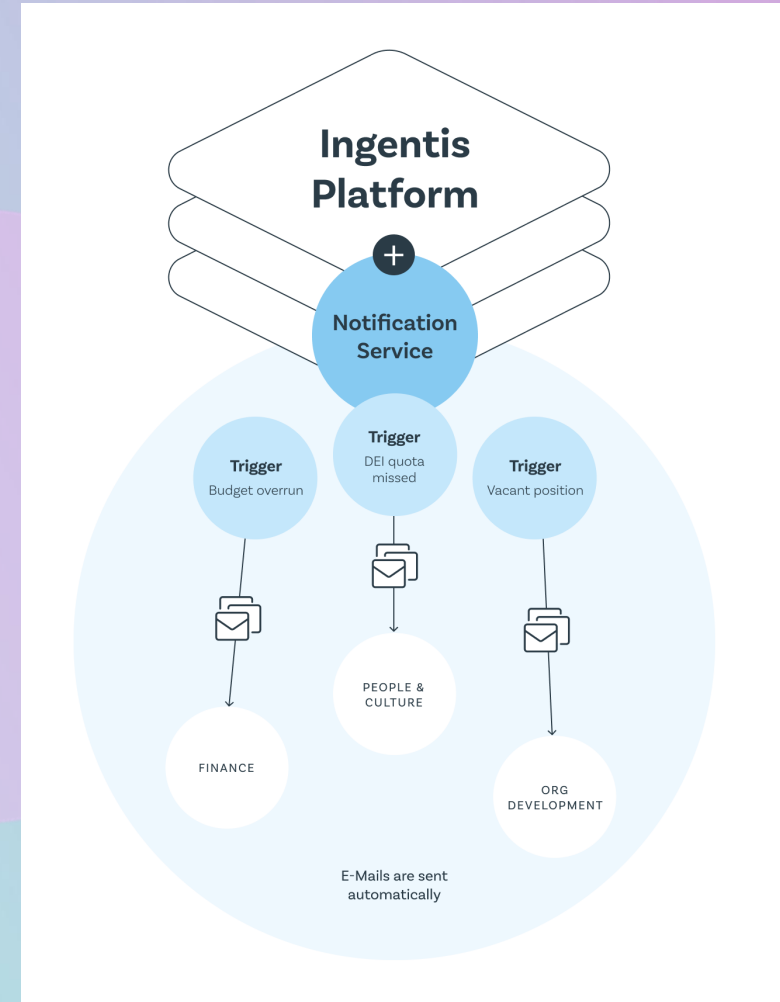 Ingentis
Platform
Notification
Service
Trigger
Budget overrun
Trigger
DEI quota
missed
Trigger
Vacant position
PEOPLE &
CULTURE
FINANCE
ORG
DEVELOPMENT
E-Mails are sent
automatically